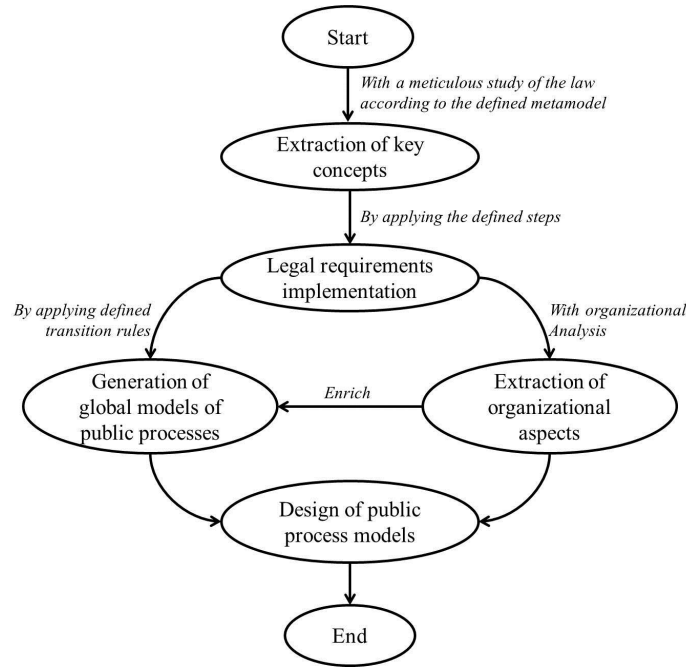 Start
With a meticulous study of the law
according to the defined metamodel
Extraction of key
concepts
By applying the defined steps
Legal requirements
implementation
By applying defined
transition rules
With organizational
Analysis
Generation of
global models of
public processes
Enrich
Extraction of
organizational
aspects
Design of public
process models
End